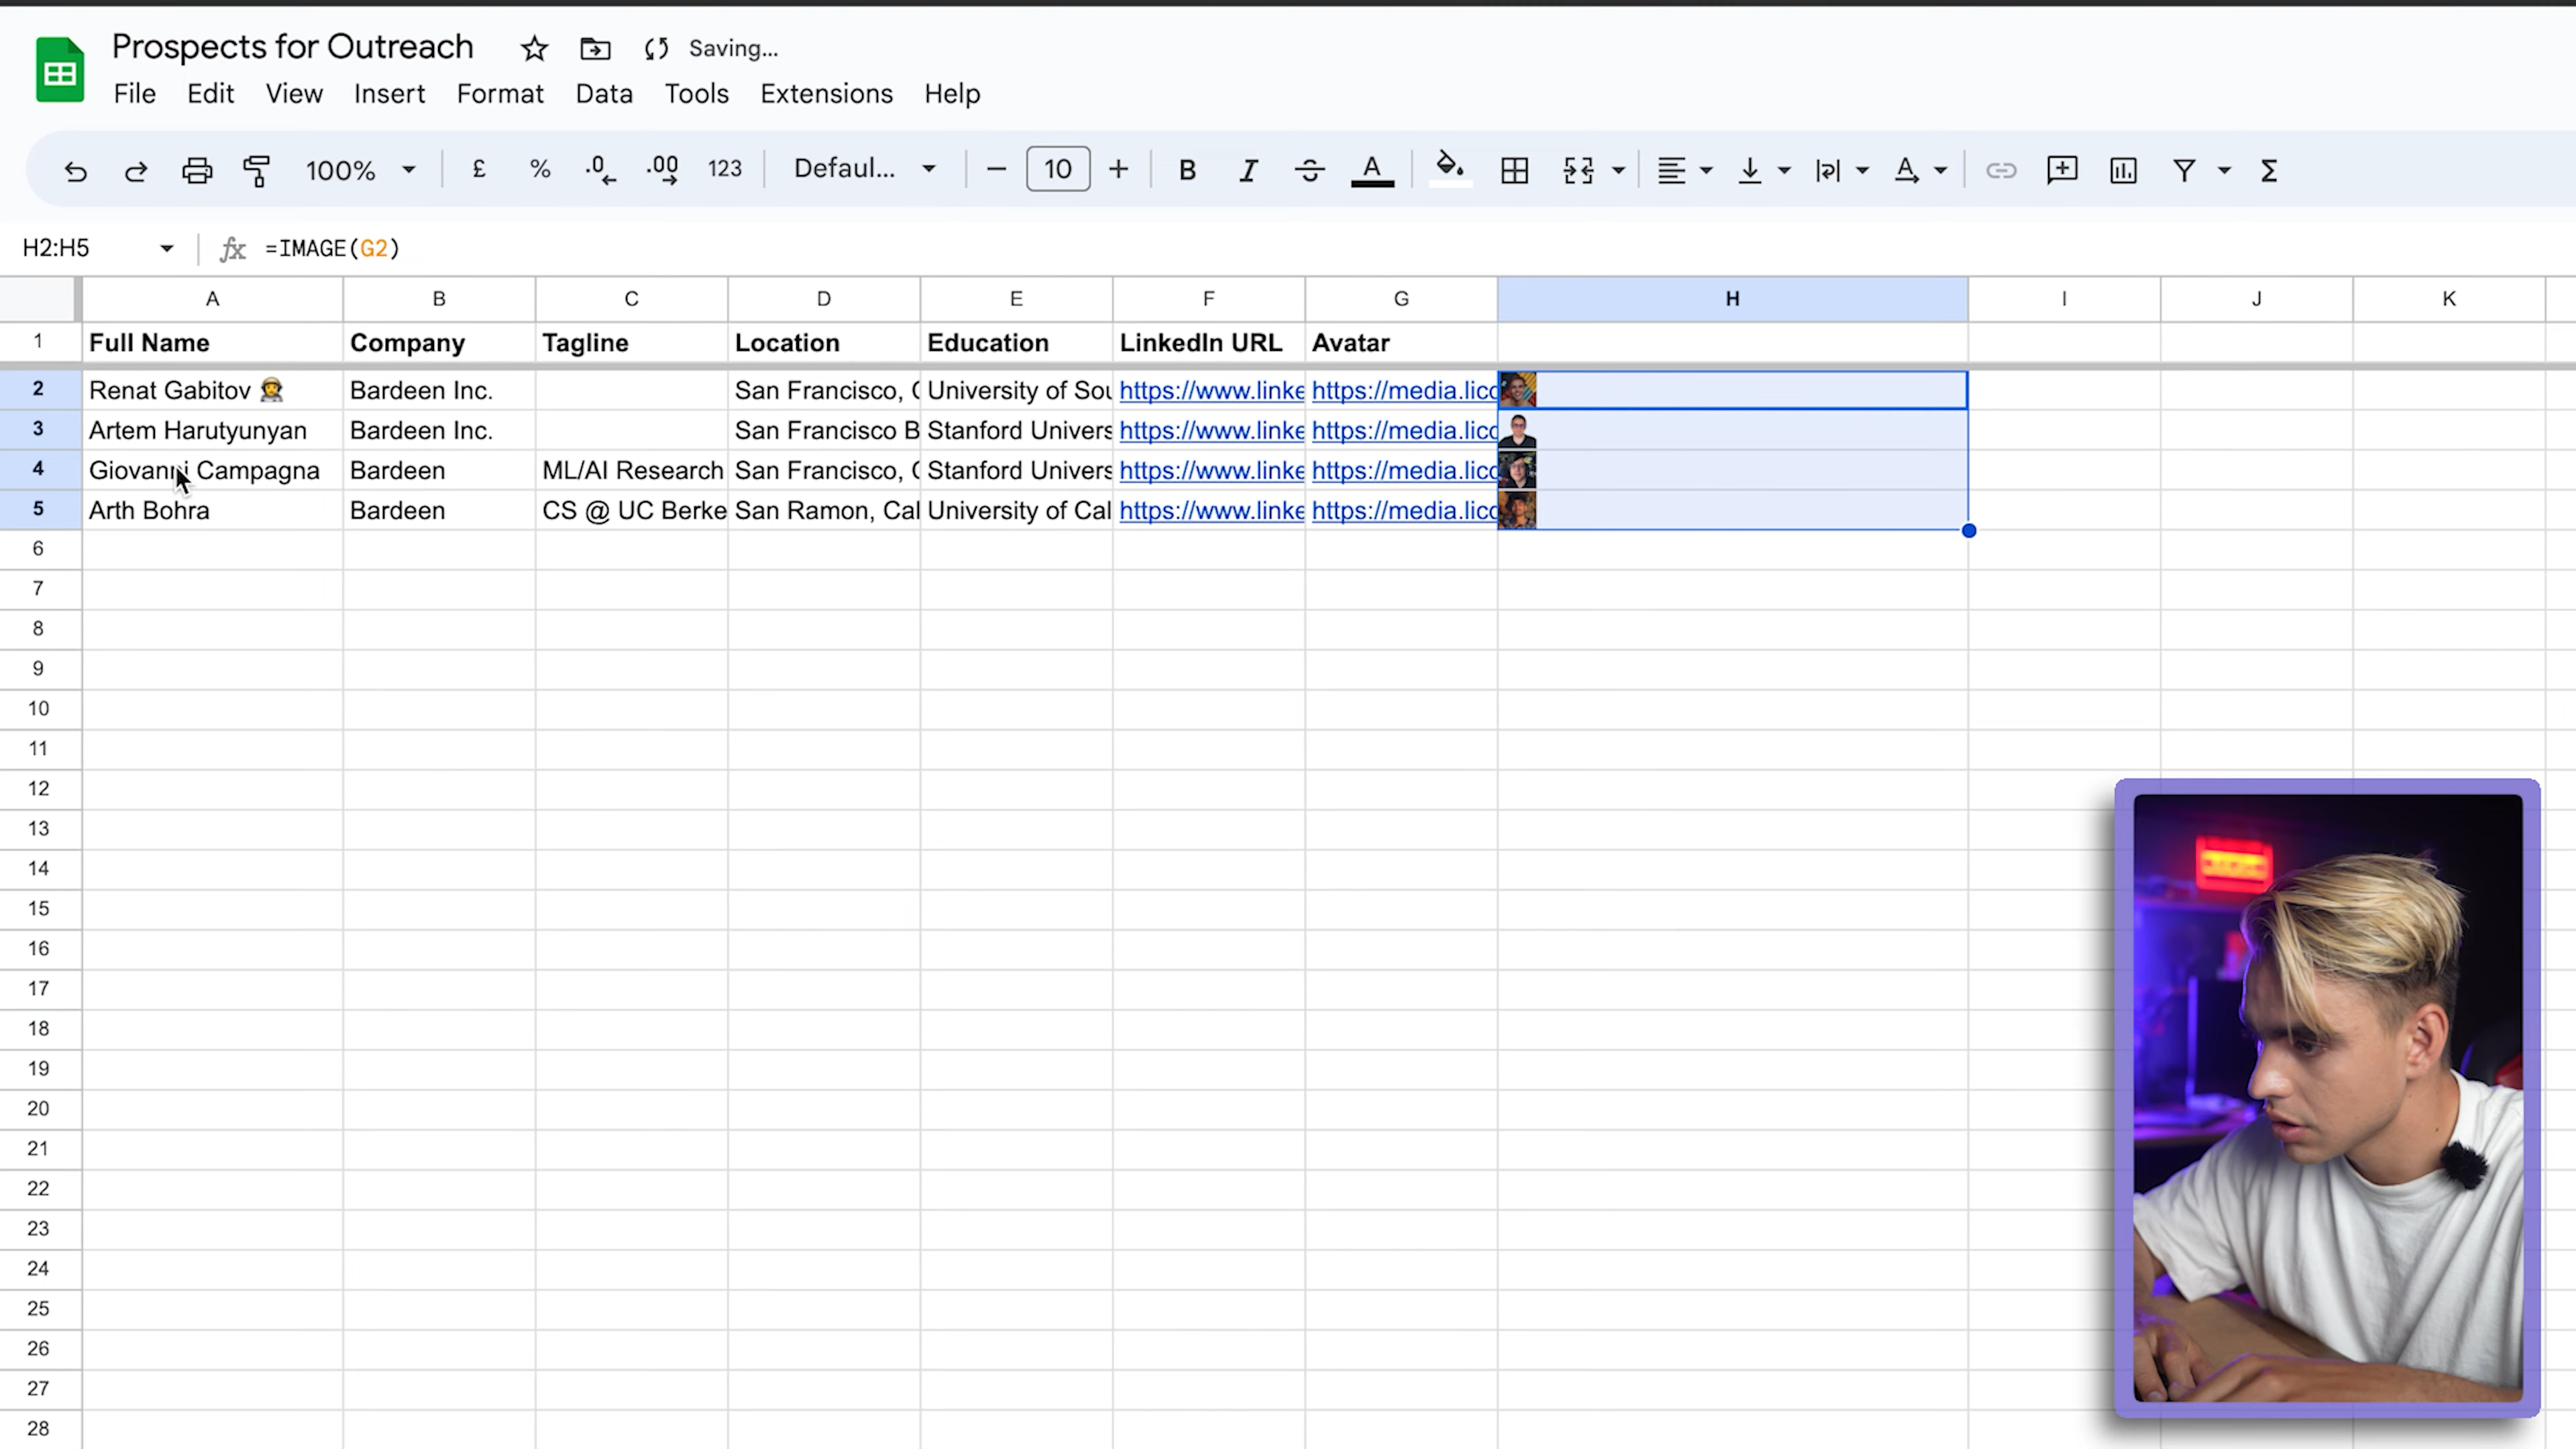 Prospects for Outreach Saving...
File Edit View Insert Format Data Tools Extensions Help
100% £ % .0 .00 123 Defaul... 10 B I A A Σ
H2:H5 fx =IMAGE(G2)
A B C D E F G H I J K
1 Full Name Company Tagline Location Education LinkedIn URL Avatar
2 Renat Gabitov Bardeen Inc. San Francisco, University of Sou https://www.linke https://media.lic
3 Artem Harutyunyan Bardeen Inc. San Francisco B Stanford Univers https://www.linke https://media.lic
4 Giovanni Campagna Bardeen ML/AI Research San Francisco, Stanford Univers https://www.linke https://media.lic
5 Arth Bohra Bardeen CS @ UC Berke San Ramon, Cal University of Cal https://www.linke https://media.lic
6
7
8
9
10
11
12
13
14
15
16
17
18
19
20
21
22
23
24
25
26
27
28